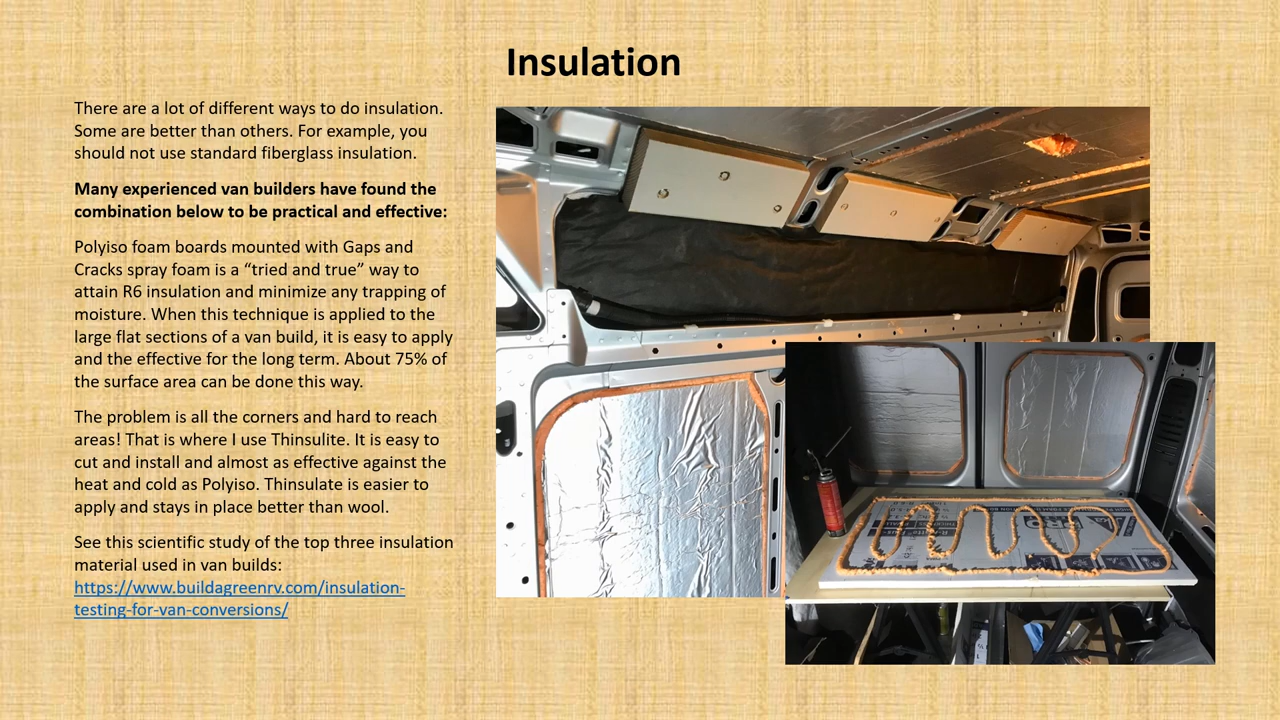 Insulation
There are a lot of different ways to do insulation.
Some are better than others. For example, you
should not use standard fiberglass insulation.
Many experienced van builders have found the
combination below to be practical and effective:
Polyiso foam boards mounted with Gaps and
Cracks spray foam is a “tried and true” way to
attain R6 insulation and minimize any trapping of
moisture. When this technique is applied to the
large flat sections of a van build, it is easy to apply
and the effective for the long term. About 75% of
the surface area can be done this way.
The problem is all the corners and hard to reach
areas! That is where I use Thinsulite. It is easy to
cut and install and almost as effective against the
heat and cold as Polyiso. Thinsulate is easier to
apply and stays in place better than wool.
See this scientific study of the top three insulation
material used in van builds:
https://www.buildagreenrv.com/insulation-
testing-for-van-conversions/